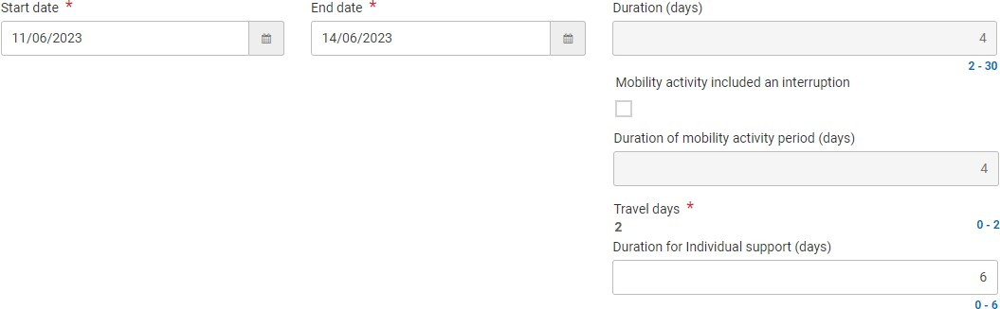 Start date *
End date *
Duration (days)
11/06/2023
14/06/2023
4
2 - 30
Mobility activity included an interruption
Duration of mobility activity period (days)
4
Travel days *
2
0 - 2
Duration for Individual support (days)
6
0 - 6